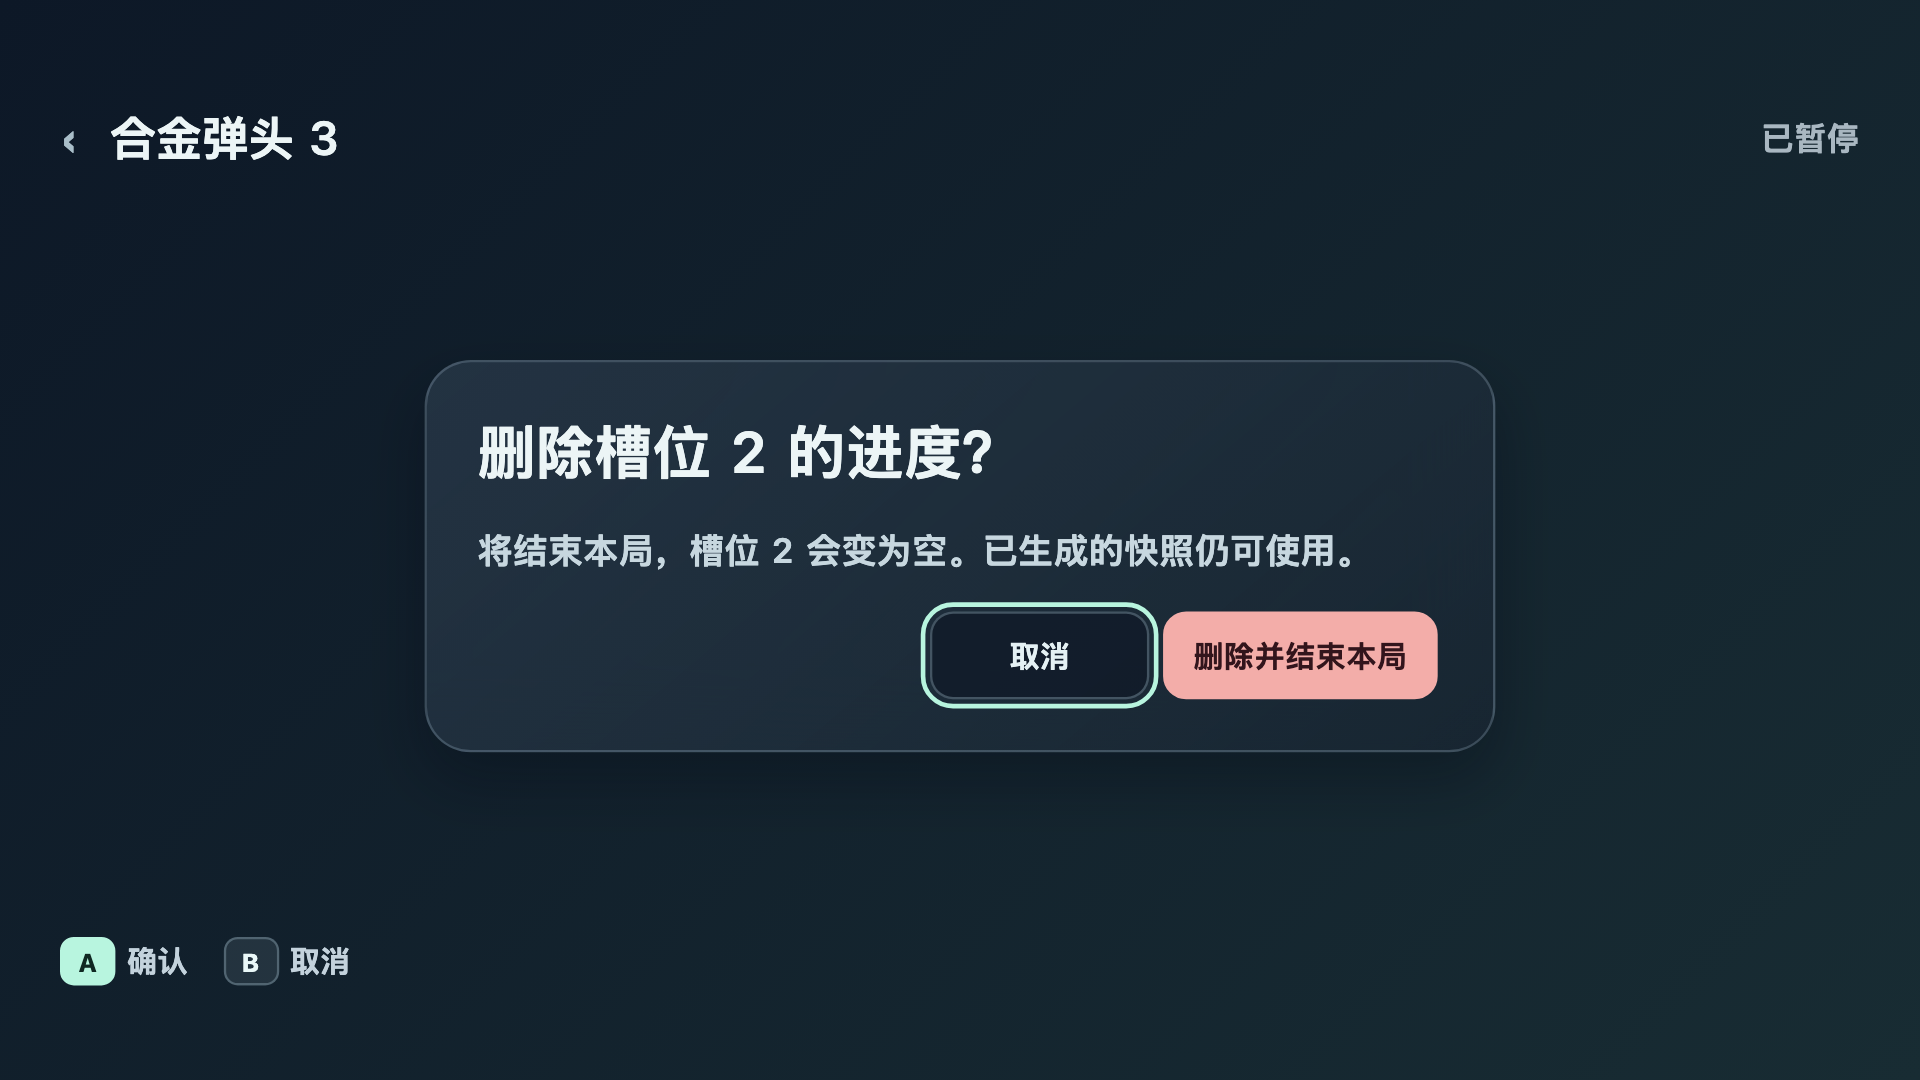 ‹ 合金弹头 3
已暂停
删除槽位 2 的进度?
将结束本局，槽位 2 会变为空。已生成的快照仍可使用。
取消
删除并结束本局
A 确认 B 取消